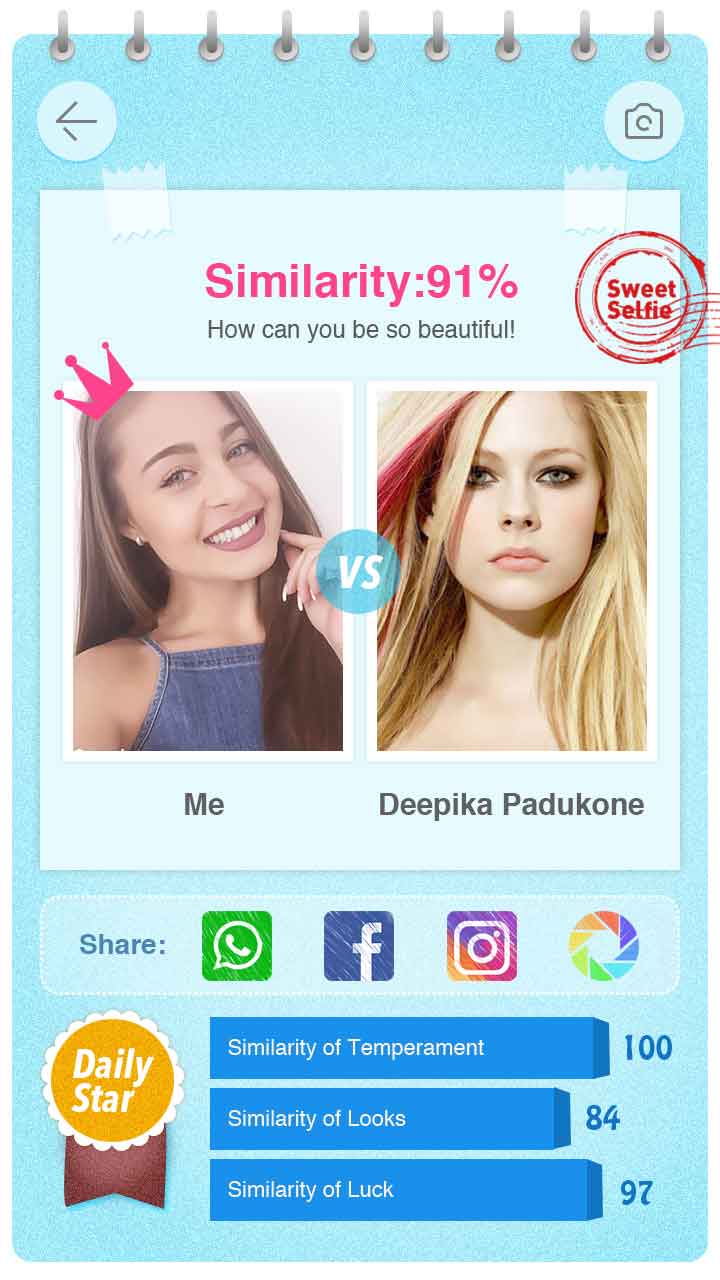 Similarity:91%
How can you be so beautiful!
Sweet
Selfie
VS
Me
Deepika Padukone
Share:
Daily
Star
Similarity of Temperament
100
Similarity of Looks
84
Similarity of Luck
97